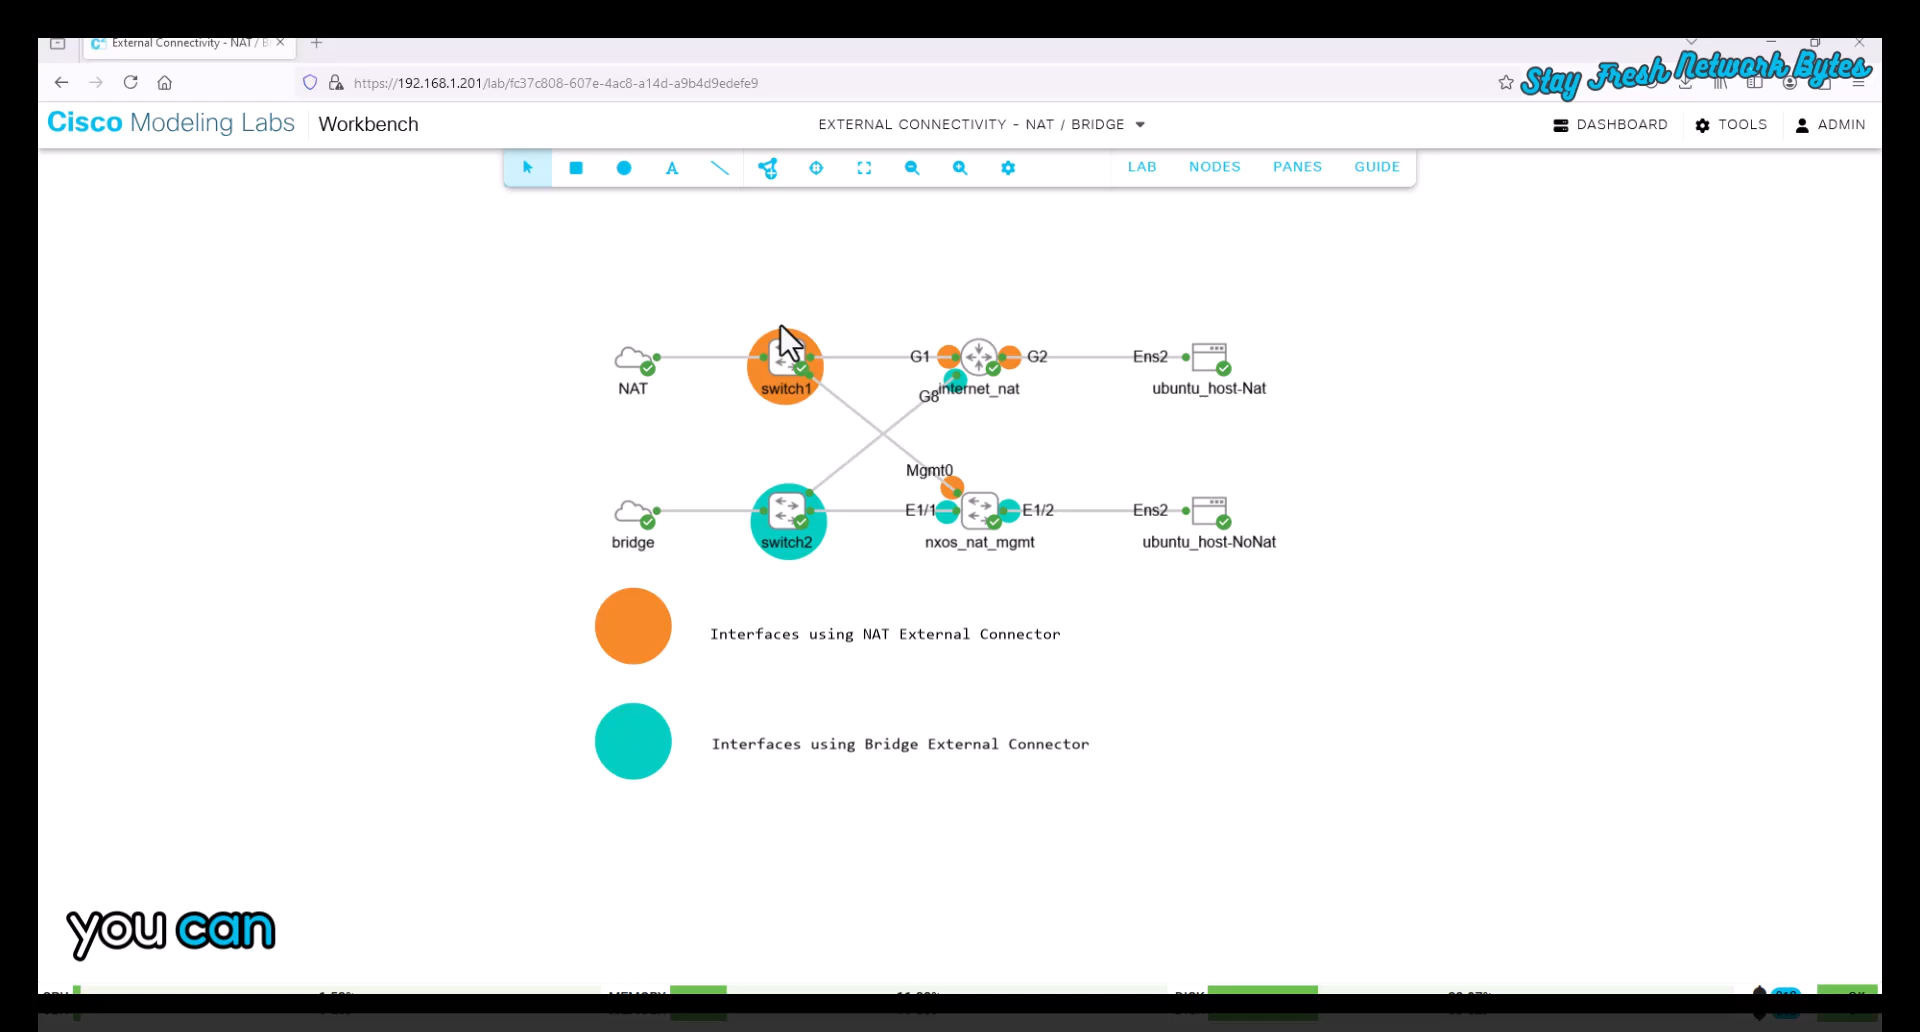 External Connectivity - NAT / B
https://192.168.1.201/lab/fc37c808-607e-4ac8-a14d-a9b4d9edefe9
Stay Fresh Network Bytes
Cisco Modeling Labs Workbench
EXTERNAL CONNECTIVITY - NAT / BRIDGE
DASHBOARD TOOLS ADMIN
A
LAB NODES PANES GUIDE
G1 G2 Ens2
NAT switch1 internet_nat ubuntu_host-Nat
G8
Mgmt0
E1/1 E1/2 Ens2
bridge switch2 nxos_nat_mgmt ubuntu_host-NoNat
Interfaces using NAT External Connector
Interfaces using Bridge External Connector
you can